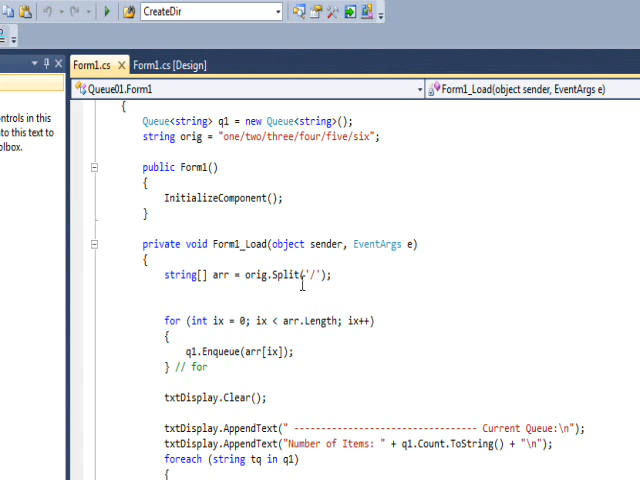 CreateDir
Form1.cs x Form1.cs [Design]
Queue01.Form1 Form1_Load(object sender, EventArgs e)
ntrols in this
nto this text to
olbox.
{
Queue<string> q1 = new Queue<string>();
string orig = "one/two/three/four/five/six";
public Form1()
{
InitializeComponent();
}
private void Form1_Load(object sender, EventArgs e)
{
string[] arr = orig.Split('/');
for (int ix = 0; ix < arr.Length; ix++)
{
q1.Enqueue(arr[ix]);
} // for
txtDisplay.Clear();
txtDisplay.AppendText(" ---------------------------------- Current Queue:\n");
txtDisplay.AppendText("Number of Items: " + q1.Count.ToString() + "\n");
foreach (string tq in q1)
{